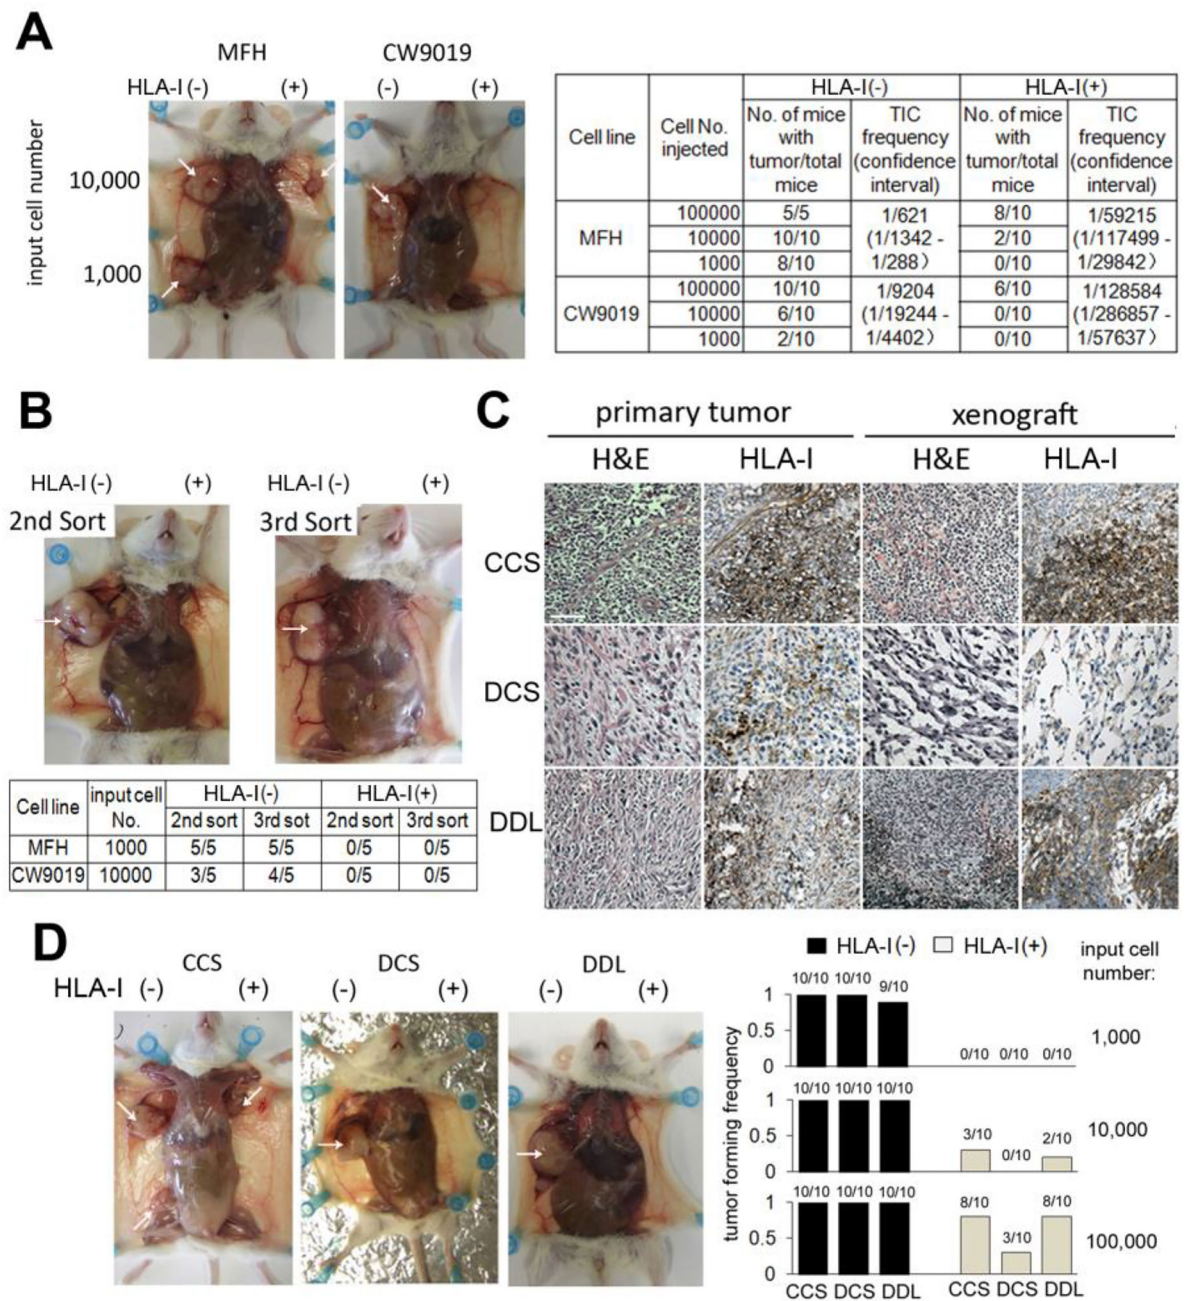 A
MFH
CW9019
HLA-I (-)
(+)
(-)
(+)
input cell number
10,000
1,000
Cell line
Cell No. injected
HLA-I(-)
HLA-I(+)
No. of mice with tumor/total mice
TIC frequency (confidence interval)
No. of mice with tumor/total mice
TIC frequency (confidence interval)
MFH
100000 5/5 8/10
10000 10/10 2/10
1000 8/10 0/10
1/621
(1/1342 -
1/288)
1/59215
(1/117499 -
1/29842)
CW9019
100000 10/10 6/10
10000 6/10 0/10
1000 2/10 0/10
1/9204
(1/19244 -
1/4402)
1/128584
(1/286857 -
1/57637)
B
HLA-I (-)
(+)
HLA-I (-)
(+)
2nd Sort
3rd Sort
Cell line
input cell No.
HLA-I(-)
HLA-I(+)
2nd sort 3rd sot 2nd sort 3rd sort
MFH 1000 5/5 5/5 0/5 0/5
CW9019 10000 3/5 4/5 0/5 0/5
C
primary tumor
xenograft
H&E
HLA-I
H&E
HLA-I
CCS
DCS
DDL
D
CCS
DCS
DDL
HLA-I (-)
(+)
(-)
(+)
(-)
(+)
HLA-I(-)
HLA-I(+)
input cell
number:
tumor forming frequency
10/10 10/10 9/10
1
0.5
0
0/10 0/10 0/10
1,000
10/10 10/10 10/10
1
0.5
0
3/10
0/10
2/10
10,000
10/10 10/10 10/10
1
0.5
0
8/10
3/10
8/10
100,000
CCS DCS DDL
CCS DCS DDL